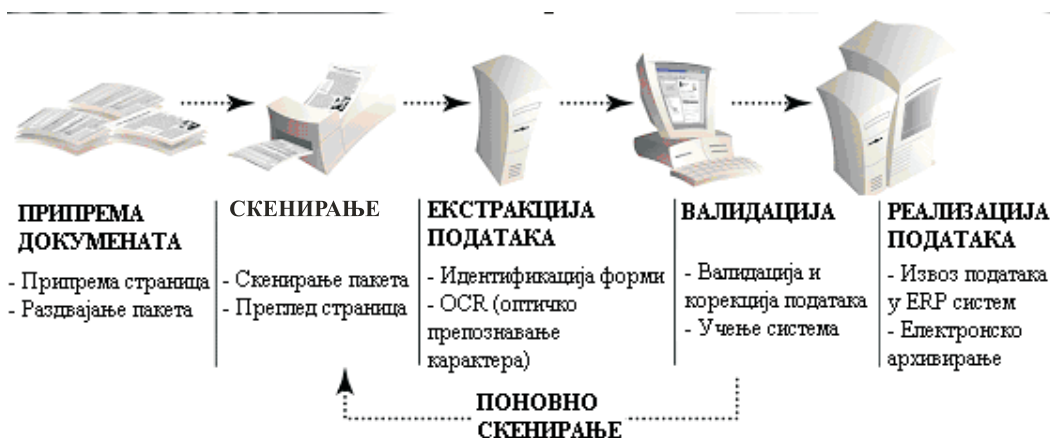 ПРИПРЕМА
ДОКУМЕНАТА
- Припрема страница
- Раздвајање пакета
СКЕНИРАЊЕ
- Скенирање пакета
- Преглед страница
ЕКСТРАКЦИЈА
ПОДАТАКА
- Идентификација форми
- OCR (оптичко
препознавање
карактера)
ВАЛИДАЦИЈА
- Валидација и
корекција података
- Учење система
РЕАЛИЗАЦИЈА
ПОДАТАКА
- Извоз података
у ERP систем
- Електронско
архивирање
ПОНОВНО
СКЕНИРАЊЕ